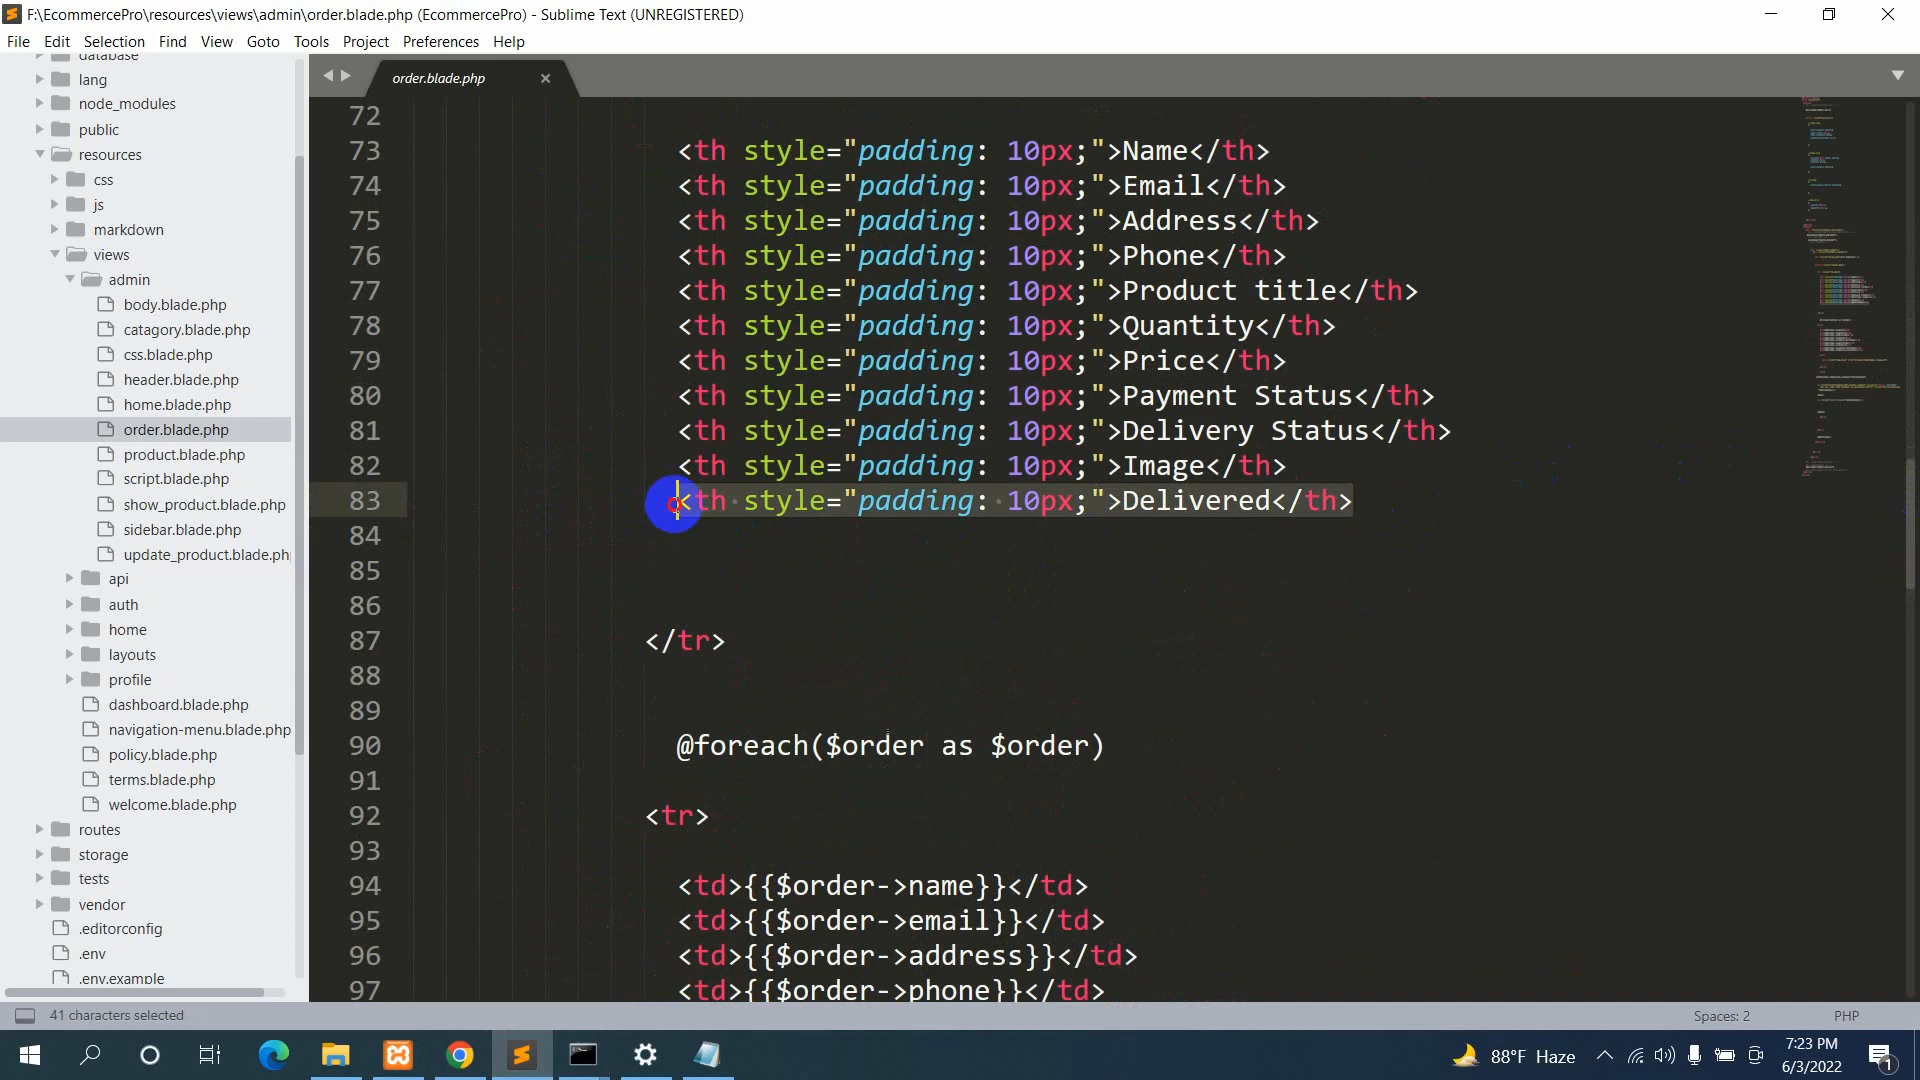 F:\EcommercePro\resources\views\admin\order.blade.php (EcommercePro) - Sublime Text (UNREGISTERED)
File Edit Selection Find View Goto Tools Project Preferences Help
database
lang
node_modules
public
resources
css
js
markdown
views
admin
body.blade.php
catagory.blade.php
css.blade.php
header.blade.php
home.blade.php
order.blade.php
product.blade.php
script.blade.php
show_product.blade.php
sidebar.blade.php
update_product.blade.ph
api
auth
home
layouts
profile
dashboard.blade.php
navigation-menu.blade.php
policy.blade.php
terms.blade.php
welcome.blade.php
routes
storage
tests
vendor
.editorconfig
.env
.env.example
order.blade.php ×
72
73 <th style="padding: 10px;">Name</th>
74 <th style="padding: 10px;">Email</th>
75 <th style="padding: 10px;">Address</th>
76 <th style="padding: 10px;">Phone</th>
77 <th style="padding: 10px;">Product title</th>
78 <th style="padding: 10px;">Quantity</th>
79 <th style="padding: 10px;">Price</th>
80 <th style="padding: 10px;">Payment Status</th>
81 <th style="padding: 10px;">Delivery Status</th>
82 <th style="padding: 10px;">Image</th>
83 <th style="padding: 10px;">Delivered</th>
84
85
86
87 </tr>
88
89
90 @foreach($order as $order)
91
92 <tr>
93
94 <td>{{$order->name}}</td>
95 <td>{{$order->email}}</td>
96 <td>{{$order->address}}</td>
97 <td>{{$order->phone}}</td>
41 characters selected
Spaces: 2 PHP
88°F Haze
7:23 PM
6/3/2022
1